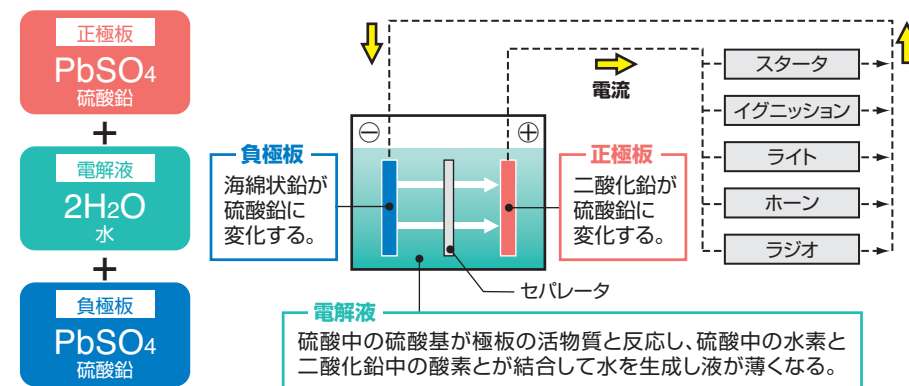 正極板
PbSO4
硫酸鉛
+
電解液
2H2O
水
+
負極板
PbSO4
硫酸鉛
電流
スタータ
イグニッション
ライト
ホーン
ラジオ
⊖
⊕
負極板
海綿状鉛が
硫酸鉛に
変化する。
正極板
二酸化鉛が
硫酸鉛に
変化する。
セパレータ
電解液
硫酸中の硫酸基が極板の活物質と反応し、硫酸中の水素と
二酸化鉛中の酸素とが結合して水を生成し液が薄くなる。